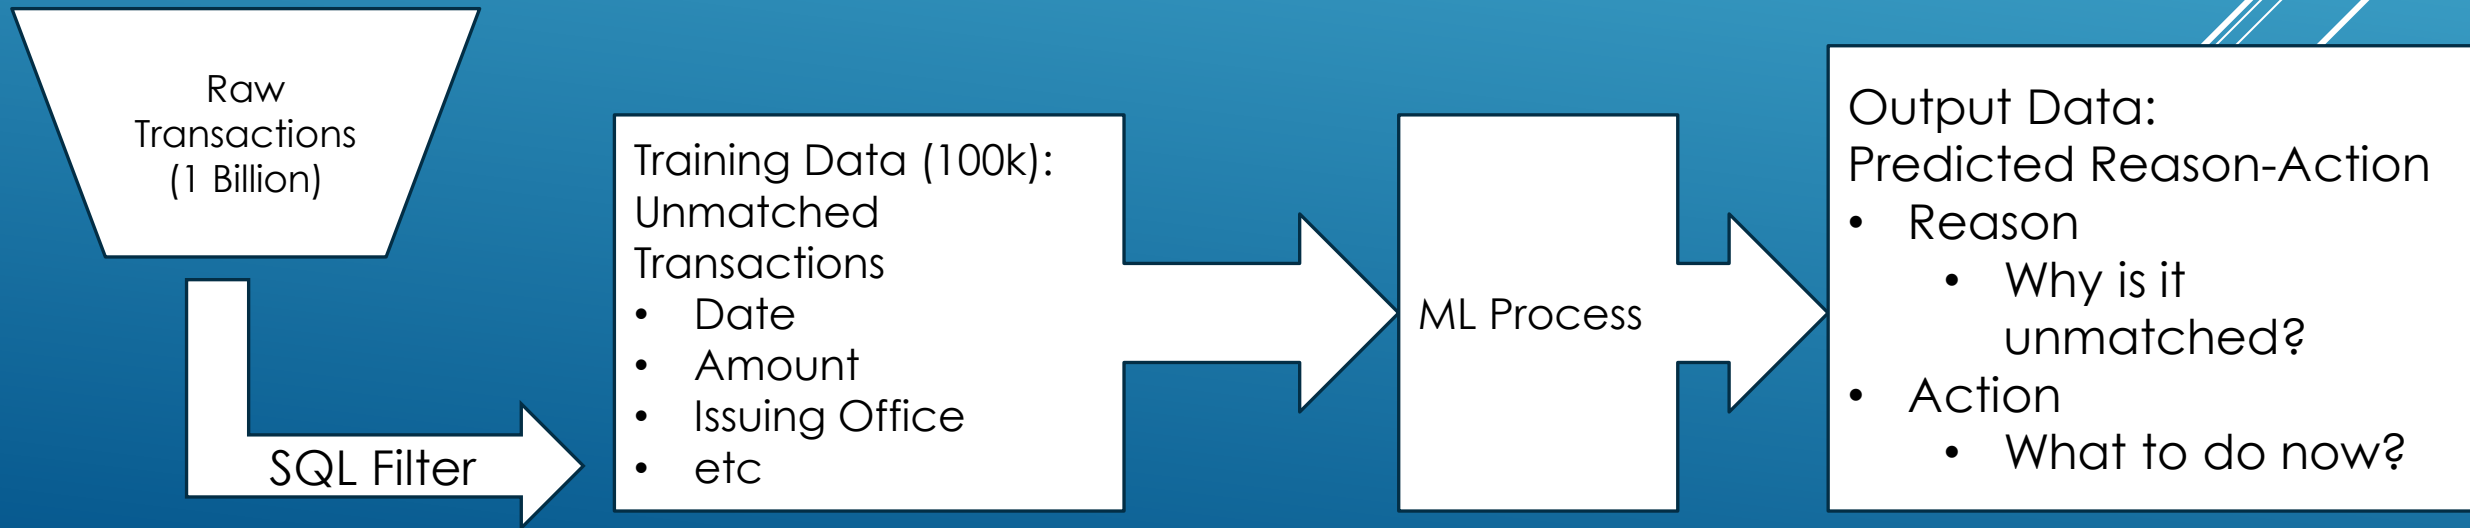 Raw
Transactions
(1 Billion)
SQL Filter
Training Data (100k):
Unmatched
Transactions
• Date
• Amount
• Issuing Office
• etc
ML Process
Output Data:
Predicted Reason-Action
• Reason
• Why is it
unmatched?
• Action
• What to do now?